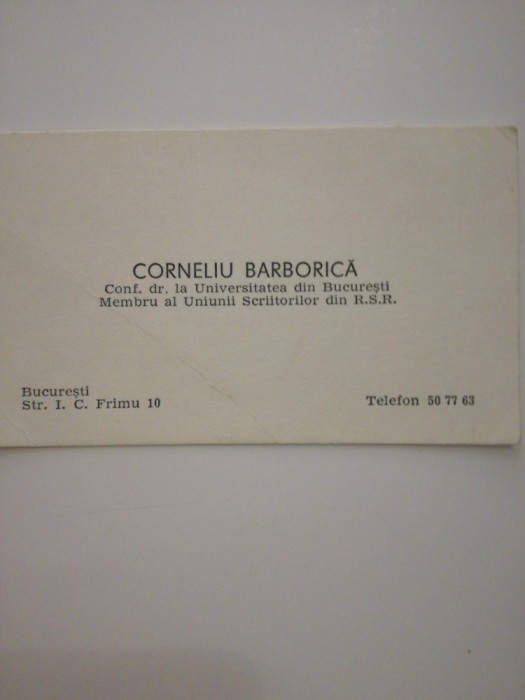 CORNELIU BARBORICĂ
Conf. dr. la Universitatea din București
Membru al Uniunii Scriitorilor din R.S.R.
București
Str. I. C. Frimu 10
Telefon 50 77 63